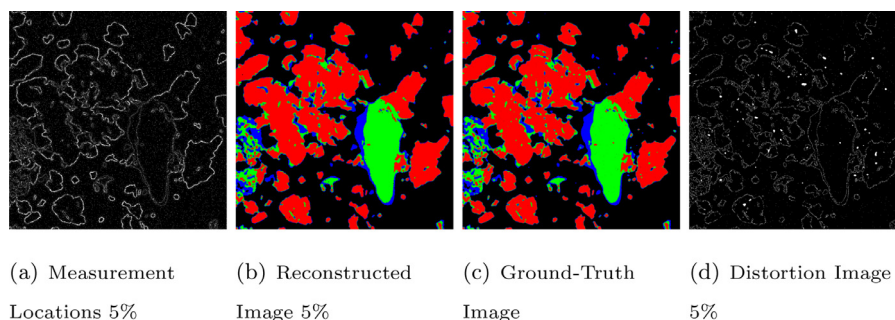 (a) Measurement
Locations 5%
(b) Reconstructed
Image 5%
(c) Ground-Truth
Image
(d) Distortion Image
5%